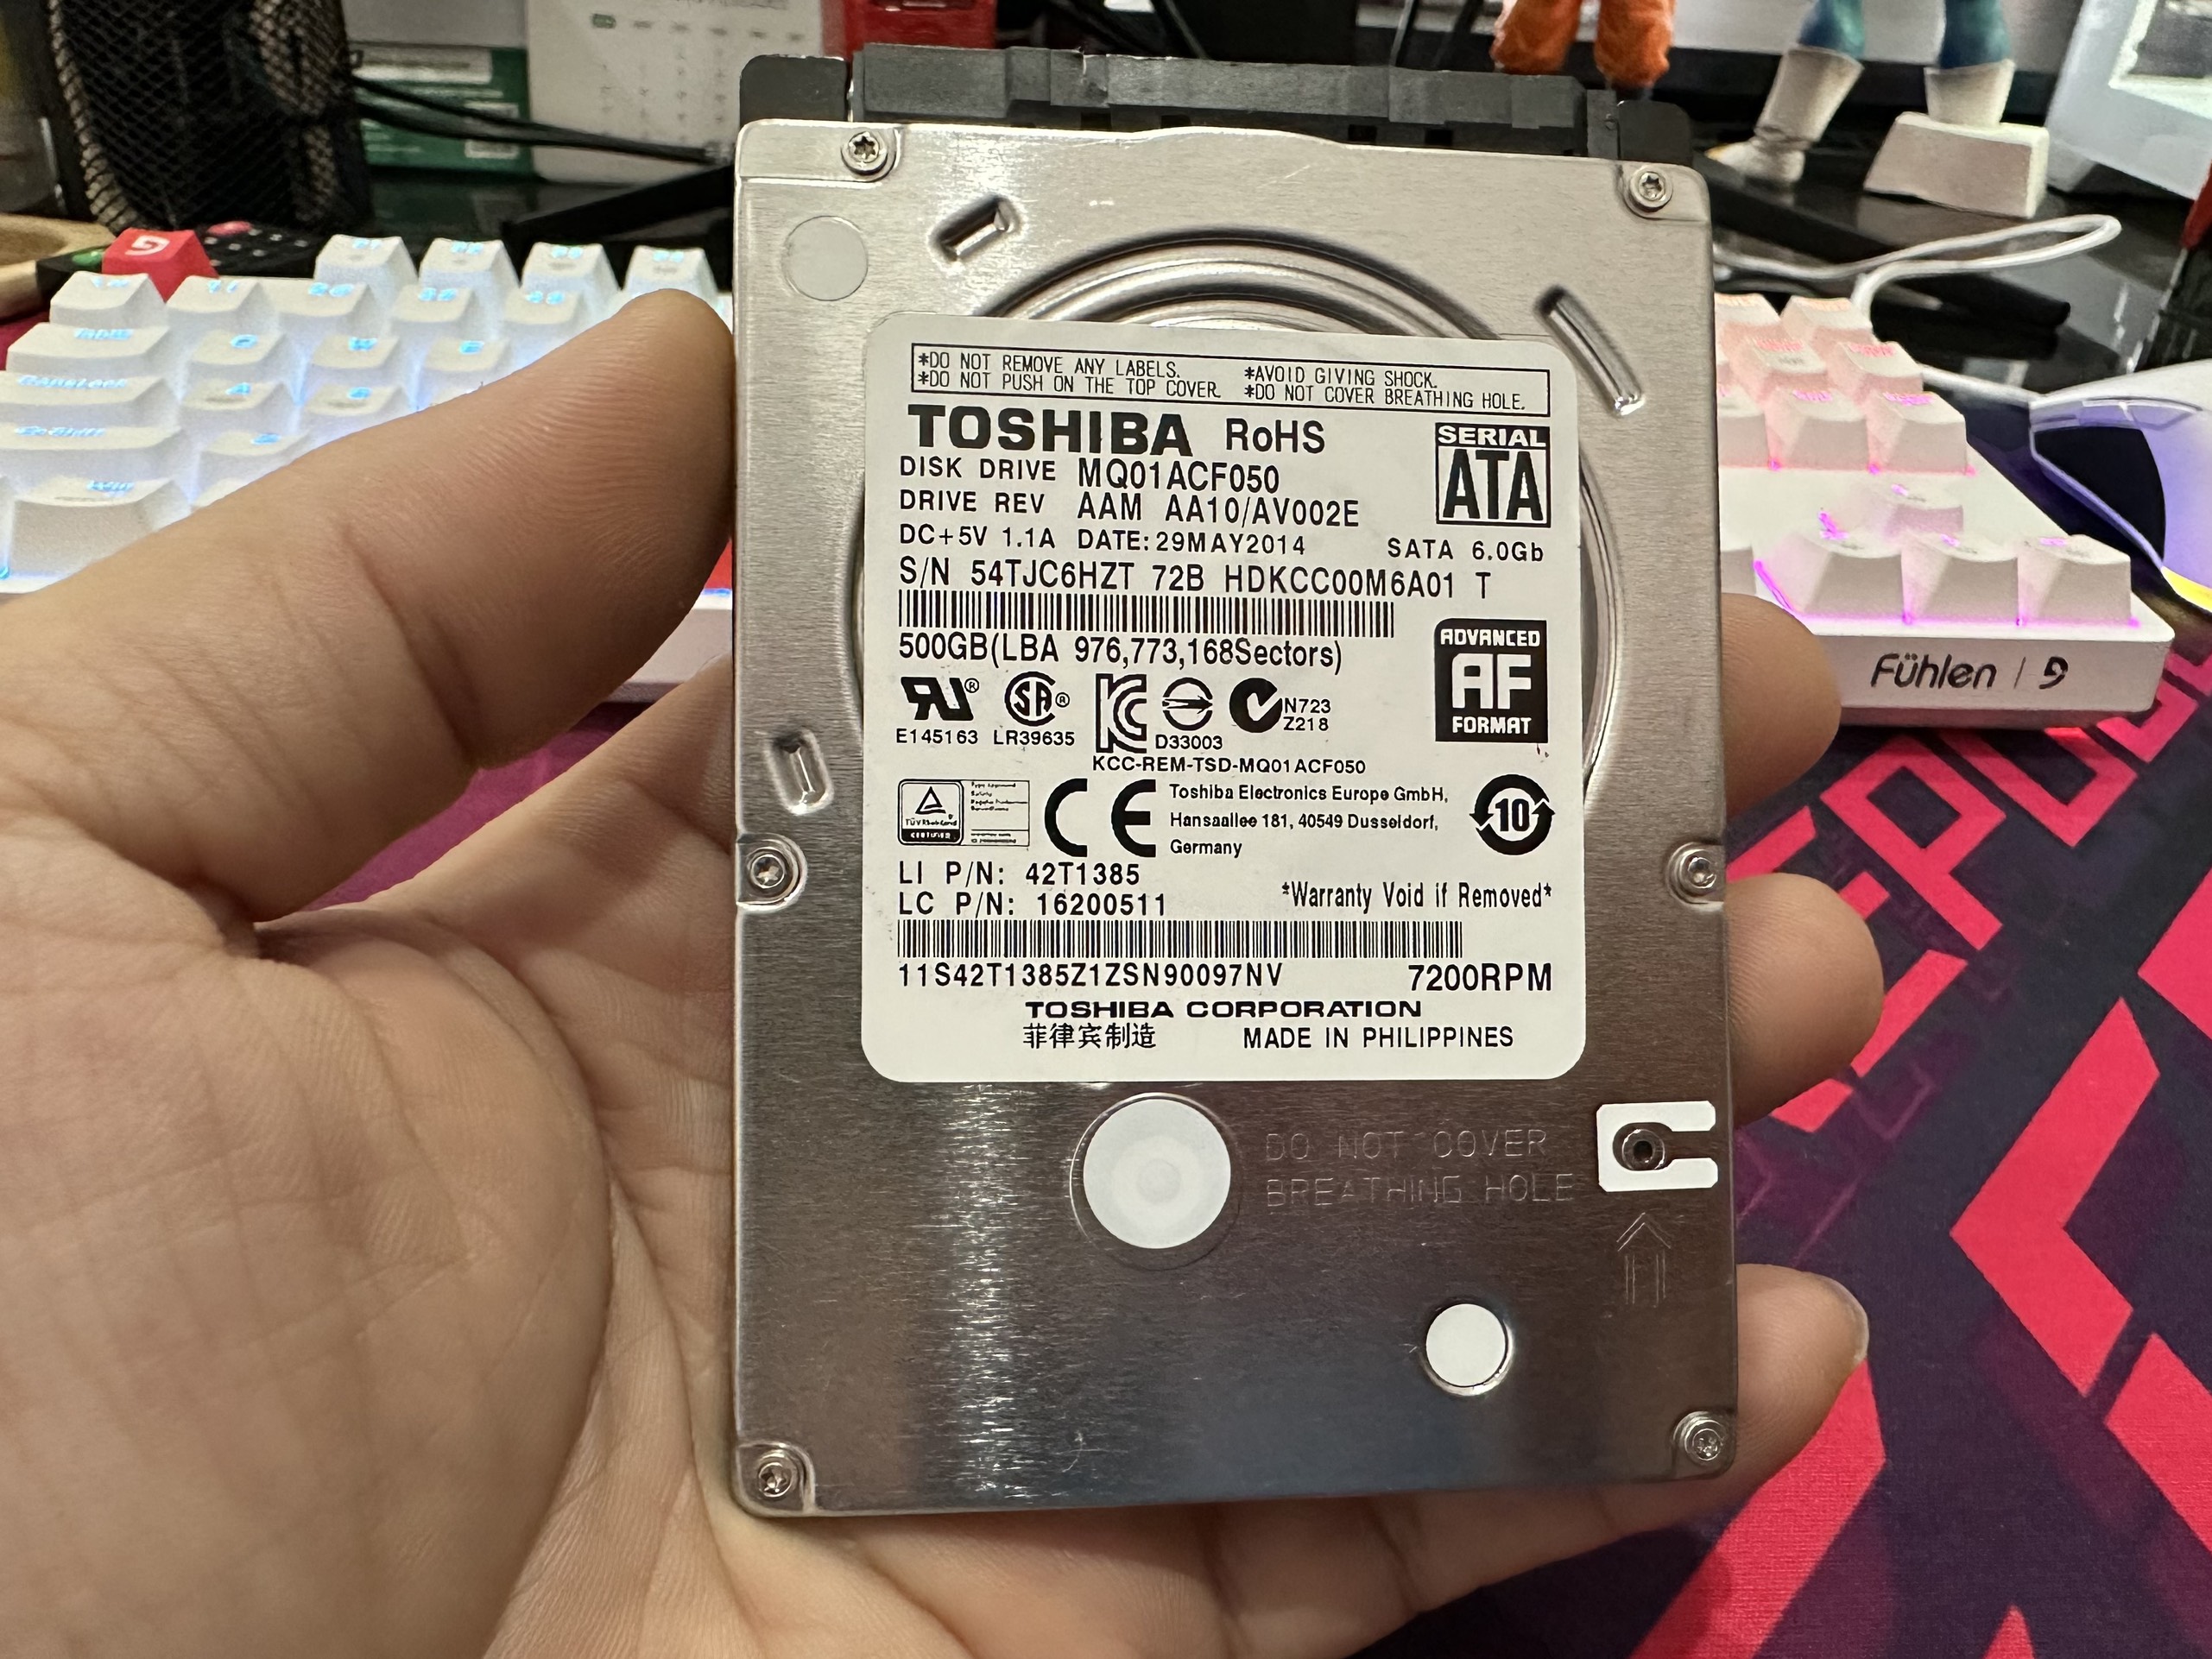 *DO NOT REMOVE ANY LABELS. *AVOID GIVING SHOCK.
*DO NOT PUSH ON THE TOP COVER. *DO NOT COVER BREATHING HOLE.
TOSHIBA RoHS
SERIAL
ATA
DISK DRIVE MQ01ACF050
DRIVE REV AAM AA10/AV002E
DC+5V 1.1A DATE:29MAY2014 SATA 6.0Gb
S/N 54TJC6HZT 72B HDKCC00M6A01 T
500GB(LBA 976,773,168Sectors)
ADVANCED
AF
FORMAT
N723
Z218
E145163 LR39635 D33003
KCC-REM-TSD-MQ01ACF050
CE
Toshiba Electronics Europe GmbH,
Hansaallee 181, 40549 Dusseldorf,
Germany
10
LI P/N: 42T1385
LC P/N: 16200511 *Warranty Void if Removed*
11S42T1385Z1ZSN90097NV 7200RPM
TOSHIBA CORPORATION
菲律宾制造 MADE IN PHILIPPINES
DO NOT COVER
BREATHING HOLE
Fühlen